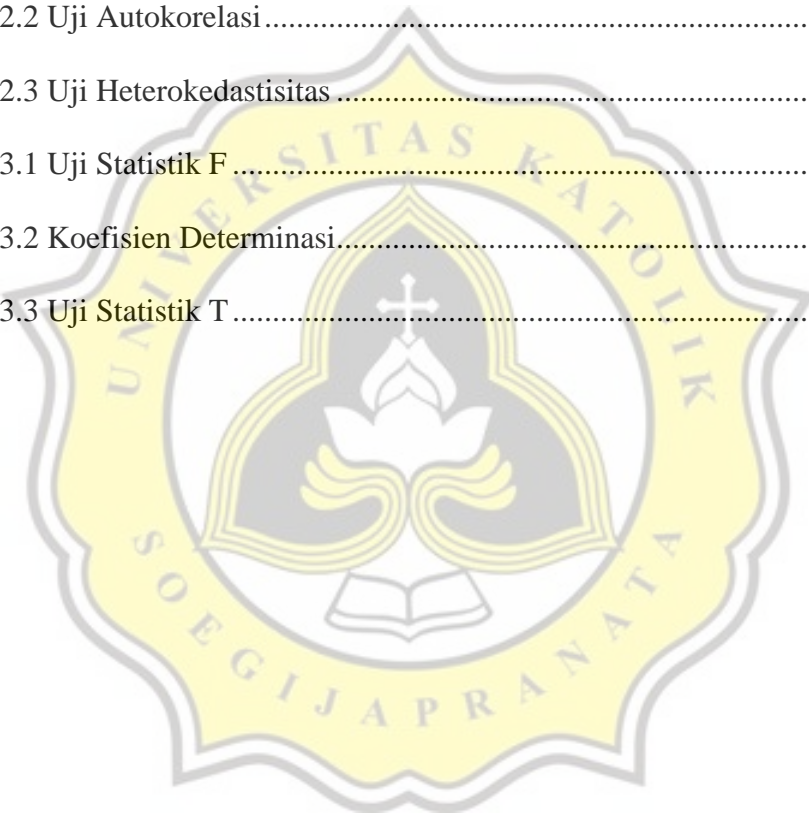 2.2 Uji Autokorelasi........................................................................
2.3 Uji Heterokedastisitas ...............................................................
3.1 Uji Statistik F............................................................................
3.2 Koefisien Determinasi...............................................................
3.3 Uji Statistik T............................................................................
UNIVERSITAS KATOLIK
SOEGIJAPRANATA